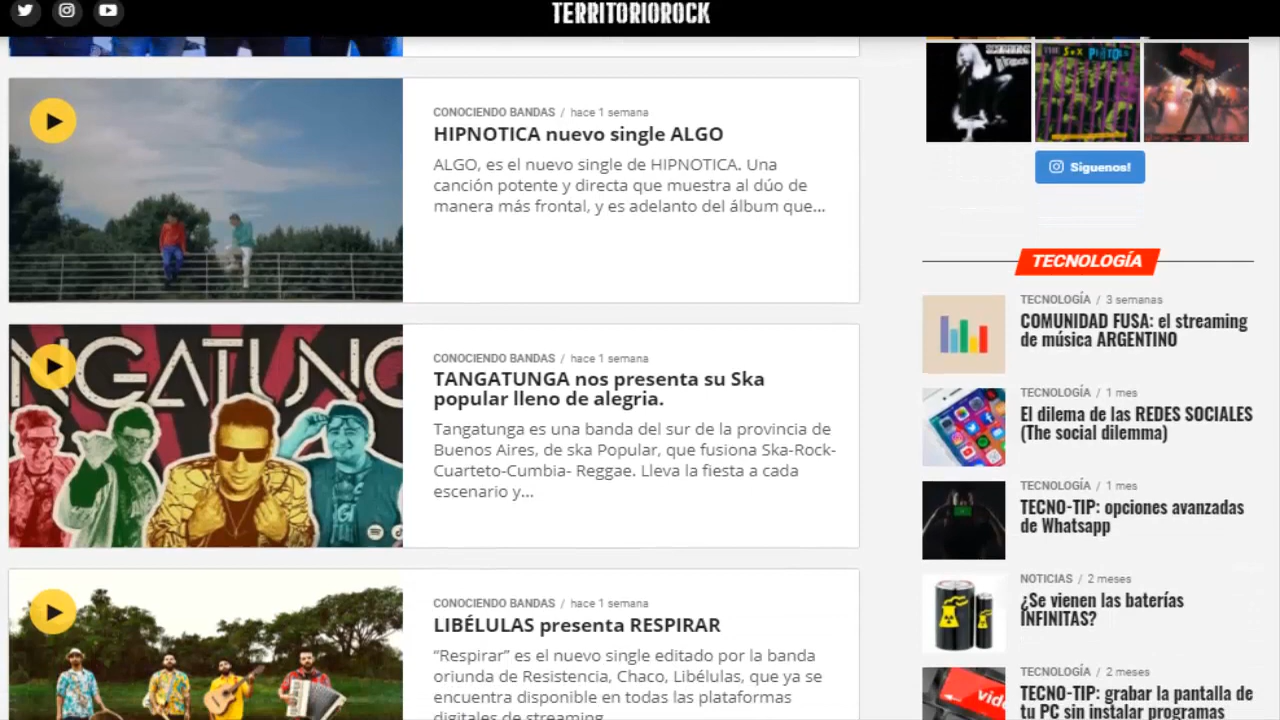 TERRITORIOROCK
CONOCIENDO BANDAS / hace 1 semana
HIPNOTICA nuevo single ALGO
ALGO, es el nuevo single de HIPNOTICA. Una
canción potente y directa que muestra al dúo de
manera más frontal, y es adelanto del álbum que...
NGATUNG
CONOCIENDO BANDAS / hace 1 semana
TANGATUNGA nos presenta su Ska
popular lleno de alegria.
Tangatunga es una banda del sur de la provincia de
Buenos Aires, de ska Popular, que fusiona Ska-Rock-
Cuarteto-Cumbia- Reggae. Lleva la fiesta a cada
escenario y...
CONOCIENDO BANDAS / hace 1 semana
LIBÉLULAS presenta RESPIRAR
“Respirar” es el nuevo single editado por la banda
oriunda de Resistencia, Chaco, Libélulas, que ya se
encuentra disponible en todas las plataformas
digitales de streaming
THE SEX PISTOLS
Siguenos!
TECNOLOGÍA
TECNOLOGÍA / 3 semanas
COMUNIDAD FUSA: el streaming
de música ARGENTINO
TECNOLOGÍA / 1 mes
El dilema de las REDES SOCIALES
(The social dilemma)
TECNOLOGÍA / 1 mes
TECNO-TIP: opciones avanzadas
de Whatsapp
NOTICIAS / 2 meses
¿Se vienen las baterías
INFINITAS?
TECNOLOGÍA / 2 meses
TECNO-TIP: grabar la pantalla de
tu PC sin instalar programas